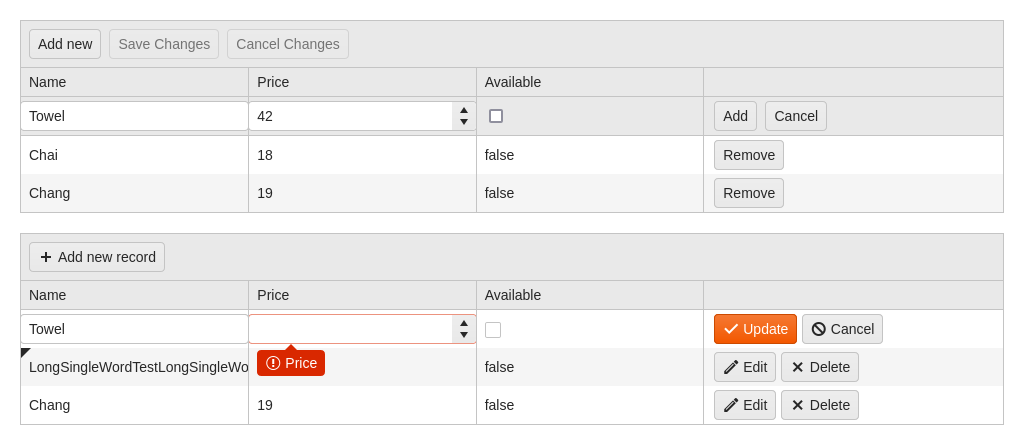 Add new Save Changes Cancel Changes
Name Price Available
Towel 42 Add Cancel
Chai 18 false Remove
Chang 19 false Remove
Add new record
Name Price Available
Towel Update Cancel
LongSingleWordTestLongSingleWo Price false Edit Delete
Chang 19 false Edit Delete